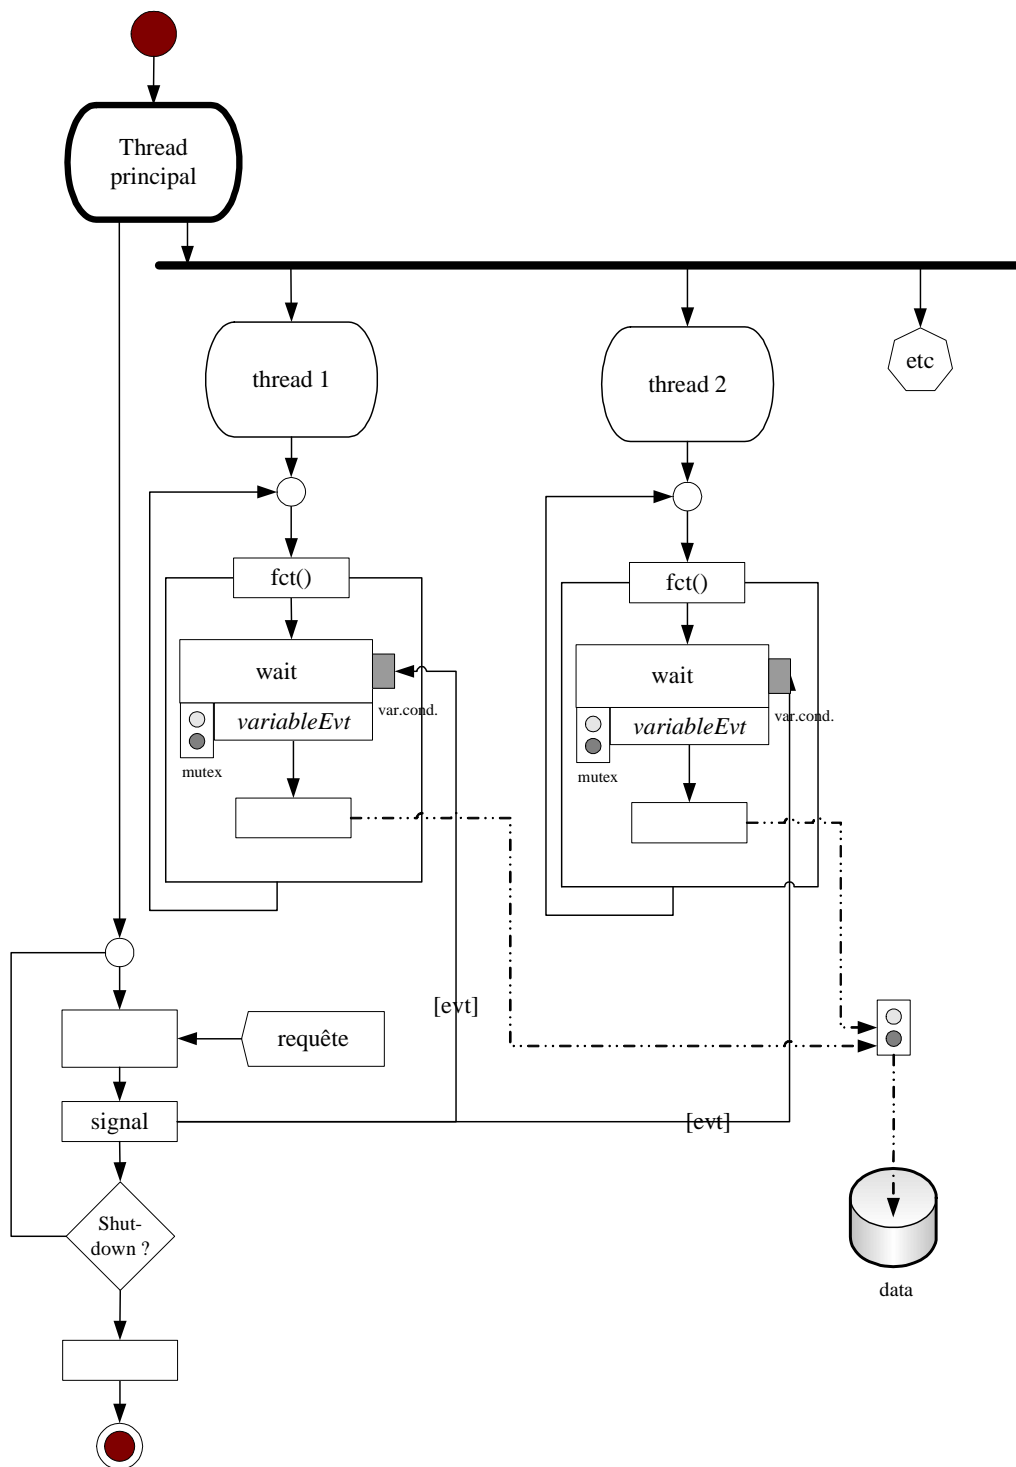 Thread
principal
thread 1
thread 2
etc
fct()
fct()
wait
wait
var.cond.
var.cond.
variableEvt
variableEvt
mutex
mutex
[evt]
requête
signal
[evt]
Shut-
down ?
data